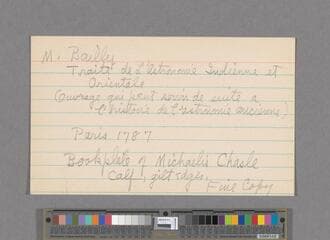 M. Bailly
Traité de L'Astronomie Indienne et
Orientale
(Ouvrage qui peut servir de suite a
l'histoire de l'astronomie ancienne)
Paris 1787
Bookplate of Michaelis Chasle
Calf, gilt edges,
Fine Copy